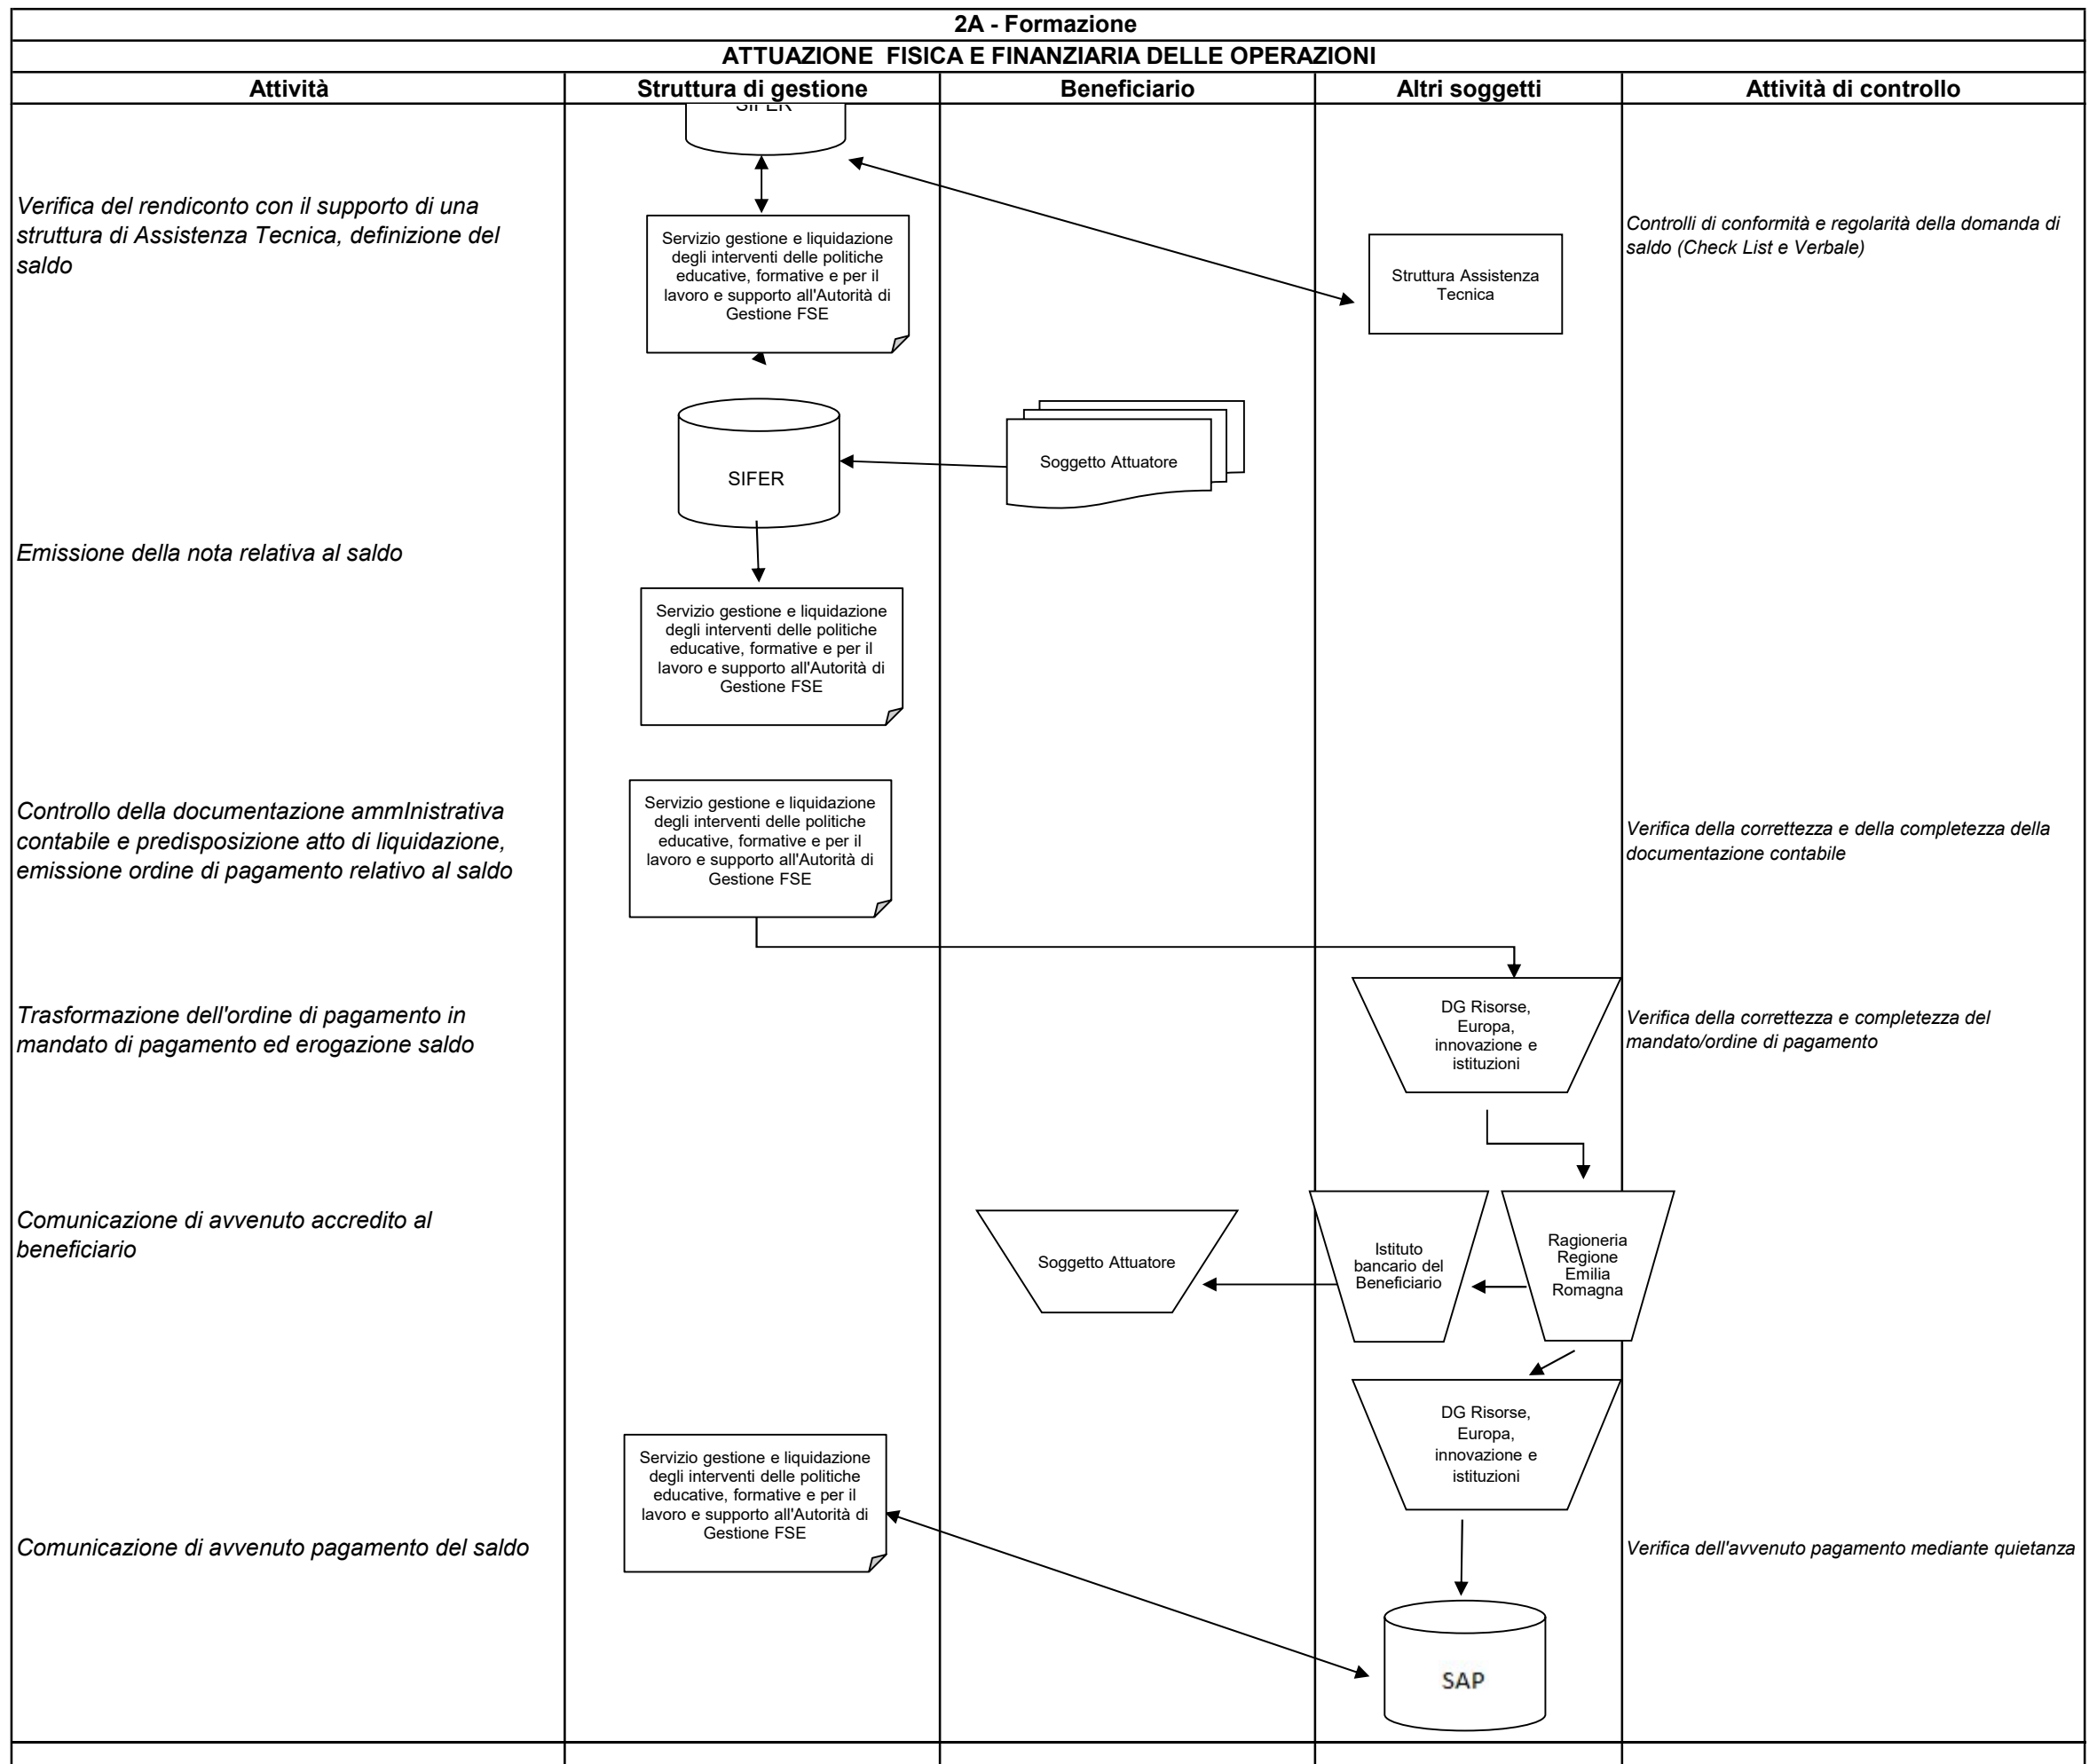 2A - Formazione
ATTUAZIONE  FISICA E FINANZIARIA DELLE OPERAZIONI
Attività
Struttura di gestione
Beneficiario
Altri soggetti
Attività di controllo
SIFER
Verifica del rendiconto con il supporto di una
struttura di Assistenza Tecnica, definizione del
saldo
Servizio gestione e liquidazione
degli interventi delle politiche
educative, formative e per il
lavoro e supporto all'Autorità di
Gestione FSE
Struttura Assistenza
Tecnica
Controlli di conformità e regolarità della domanda di
saldo (Check List e Verbale)
SIFER
Soggetto Attuatore
Emissione della nota relativa al saldo
Servizio gestione e liquidazione
degli interventi delle politiche
educative, formative e per il
lavoro e supporto all'Autorità di
Gestione FSE
Controllo della documentazione ammInistrativa
contabile e predisposizione atto di liquidazione,
emissione ordine di pagamento relativo al saldo
Servizio gestione e liquidazione
degli interventi delle politiche
educative, formative e per il
lavoro e supporto all'Autorità di
Gestione FSE
Verifica della correttezza e della completezza della
documentazione contabile
Trasformazione dell'ordine di pagamento in
mandato di pagamento ed erogazione saldo
DG Risorse,
Europa,
innovazione e
istituzioni
Verifica della correttezza e completezza del
mandato/ordine di pagamento
Comunicazione di avvenuto accredito al
beneficiario
Soggetto Attuatore
Istituto
bancario del
Beneficiario
Ragioneria
Regione
Emilia
Romagna
DG Risorse,
Europa,
innovazione e
istituzioni
Servizio gestione e liquidazione
degli interventi delle politiche
educative, formative e per il
lavoro e supporto all'Autorità di
Gestione FSE
Comunicazione di avvenuto pagamento del saldo
Verifica dell'avvenuto pagamento mediante quietanza
SAP